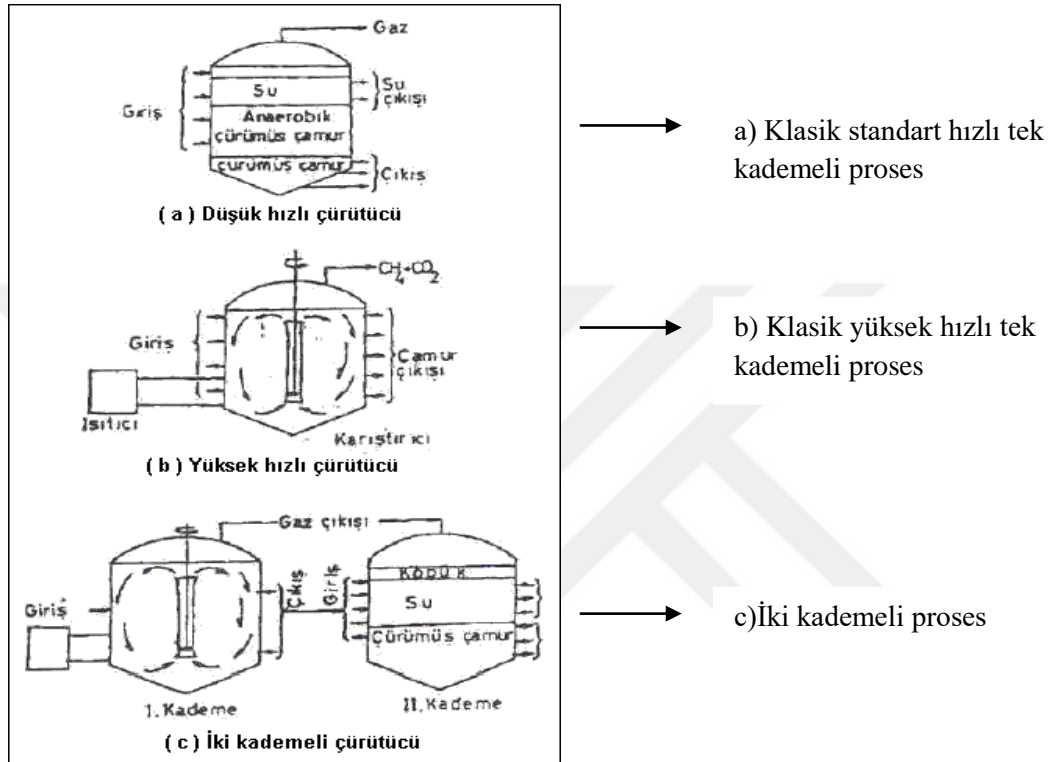 Gaz
Su
Su
çıkışı
Giriş
Anaerobik
çürümüş çamur
çürümüş çamur
Çıkış
( a ) Düşük hızlı çürütücü
a) Klasik standart hızlı tek
kademeli proses
CH4+CO2
Giriş
Çamur
çıkışı
Isıtıcı
Karıştırıcı
( b ) Yüksek hızlı çürütücü
b) Klasik yüksek hızlı tek
kademeli proses
Gaz çıkışı
Giriş
Çıkış
Giriş
Köpük
Su
Çürümüş çamur
I. Kademe
II. Kademe
( c ) İki kademeli çürütücü
c)İki kademeli proses